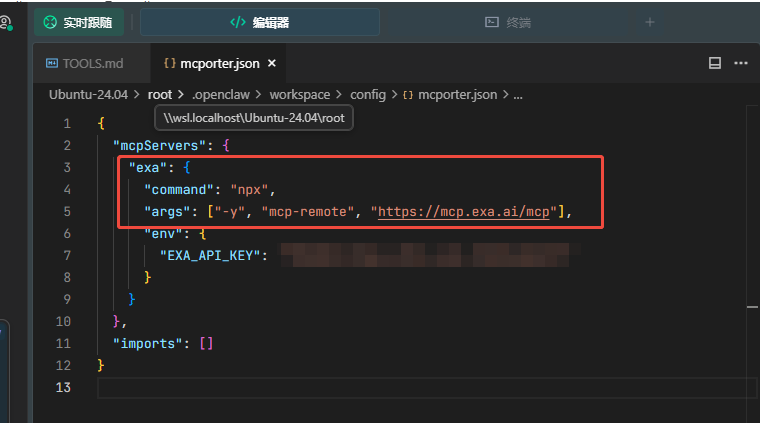 实时跟随 </> 编辑器 终端 +
TOOLS.md {} mcporter.json × ...
Ubuntu-24.04 > root > .openclaw > workspace > config > {} mcporter.json > ...
\\wsl.localhost\Ubuntu-24.04\root
1 {
2 "mcpServers": {
3 "exa": {
4 "command": "npx",
5 "args": ["-y", "mcp-remote", "https://mcp.exa.ai/mcp"],
6 "env": {
7 "EXA_API_KEY":
8 }
9 }
10 },
11 "imports": []
12 }
13